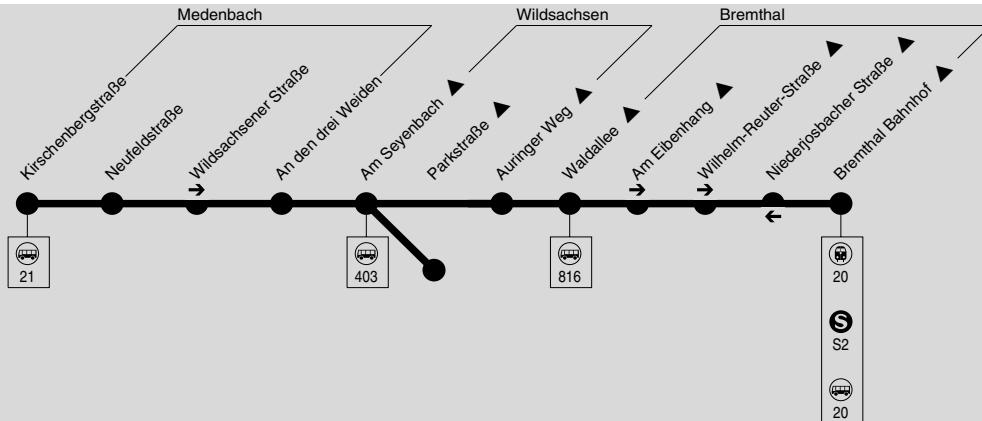 Medenbach
Wildsachsen
Bremthal
Kirschenbergstraße
Neufeldstraße
Wildsachsener Straße
An den drei Weiden
Am Seyenbach
Parkstraße
Auringer Weg
Waldallee
Am Eibenhang
Wilhelm-Reuter-Straße
Niederjosbacher Straße
Bremthal Bahnhof
21
403
816
20
S
S2
20